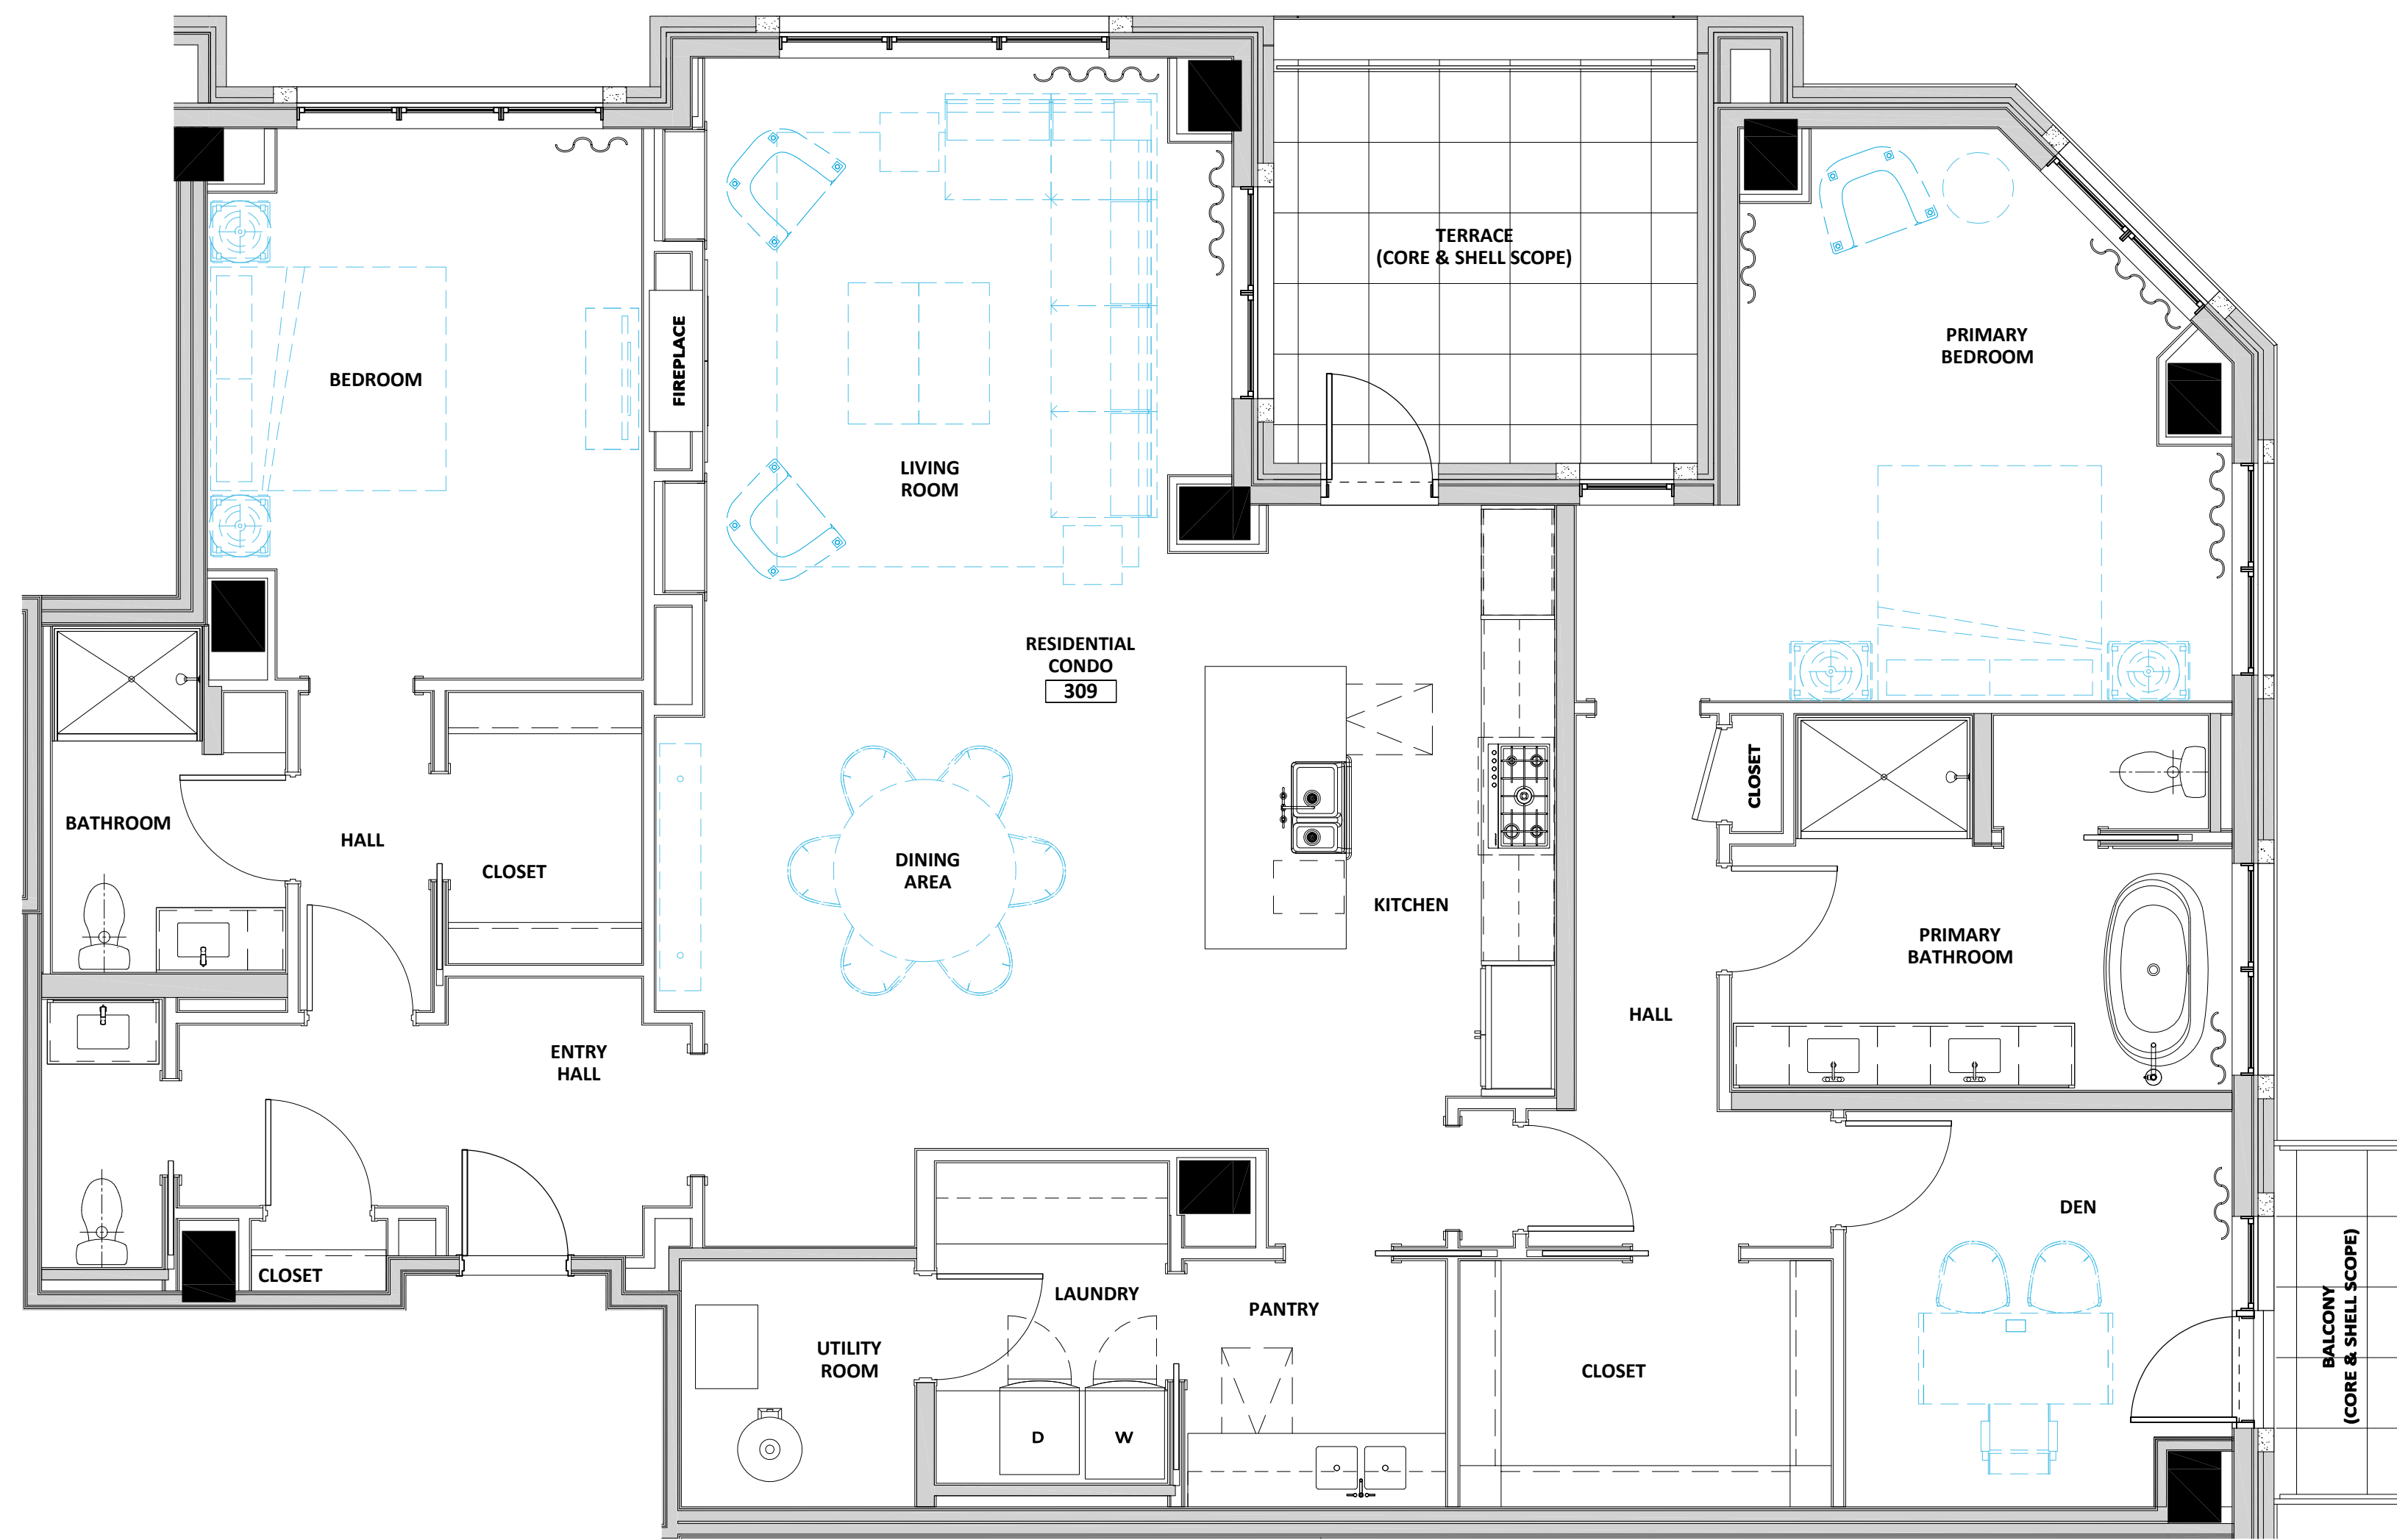 TERRACE
(CORE & SHELL SCOPE)
PRIMARY
BEDROOM
FIREPLACE
BEDROOM
LIVING
ROOM
RESIDENTIAL
CONDO
309
CLOSET
BATHROOM
HALL
CLOSET
DINING
AREA
KITCHEN
PRIMARY
BATHROOM
HALL
ENTRY
HALL
DEN
CLOSET
LAUNDRY
PANTRY
UTILITY
ROOM
CLOSET
BALCONY
(CORE & SHELL SCOPE)
D
W